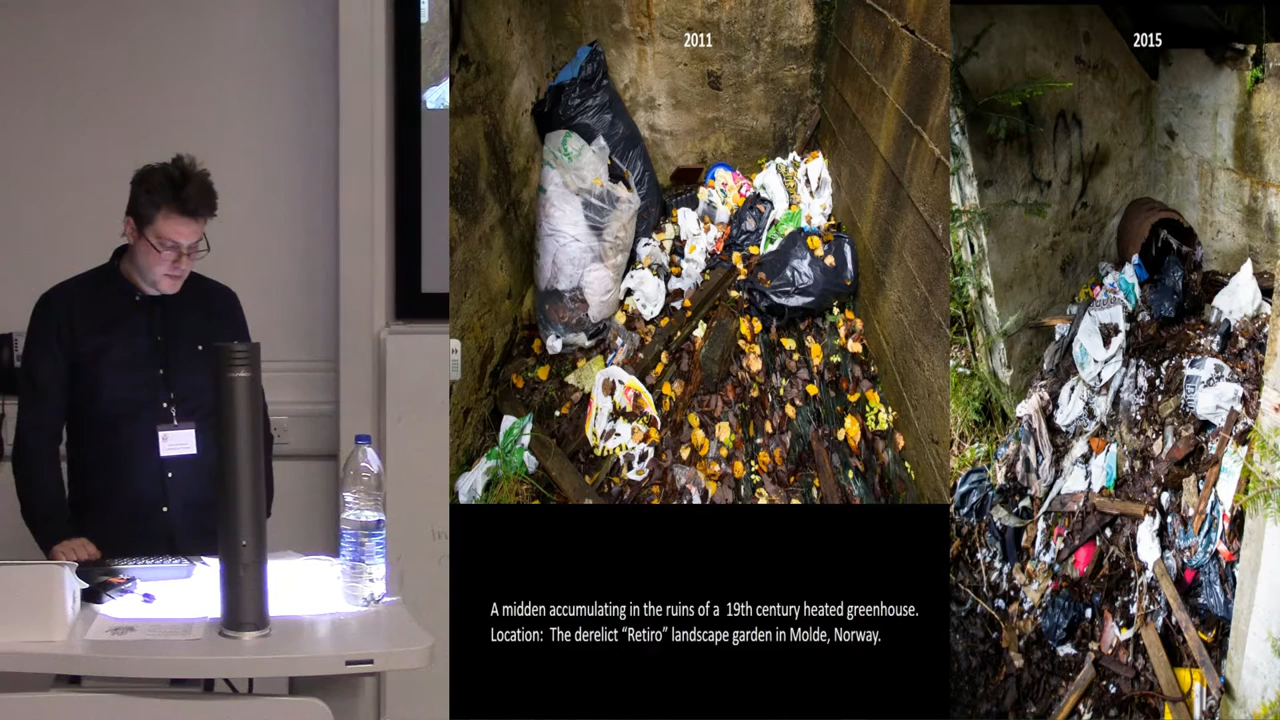 2011
2015
A midden accumulating in the ruins of a 19th century heated greenhouse.
Location: The derelict “Retiro” landscape garden in Molde, Norway.